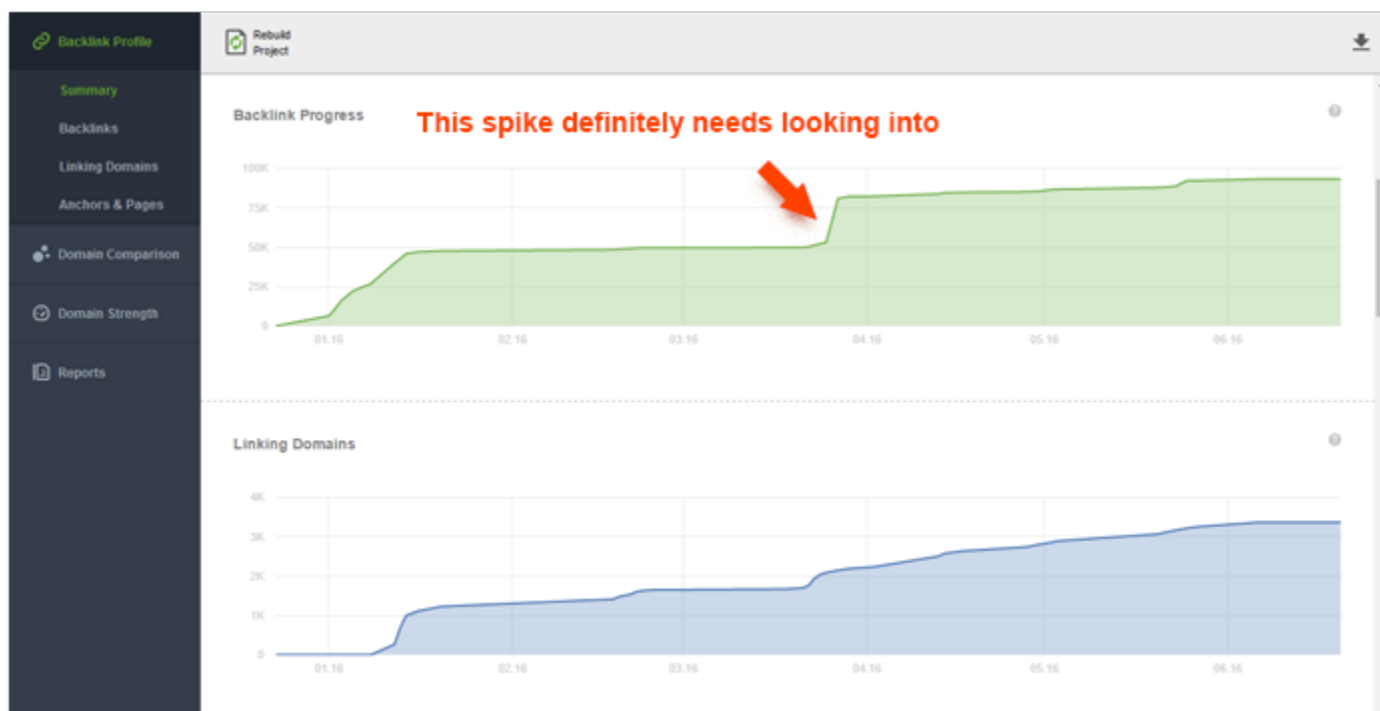 Backlink Profile
Summary
Backlinks
Linking Domains
Anchors & Pages
Domain Comparison
Domain Strength
Reports
Rebuild
Project
Backlink Progress
This spike definitely needs looking into
100K
75K
50K
25K
0
01.16 02.16 03.16 04.16 05.16 06.16
Linking Domains
4K
3K
2K
1K
0
01.16 02.16 03.16 04.16 05.16 06.16